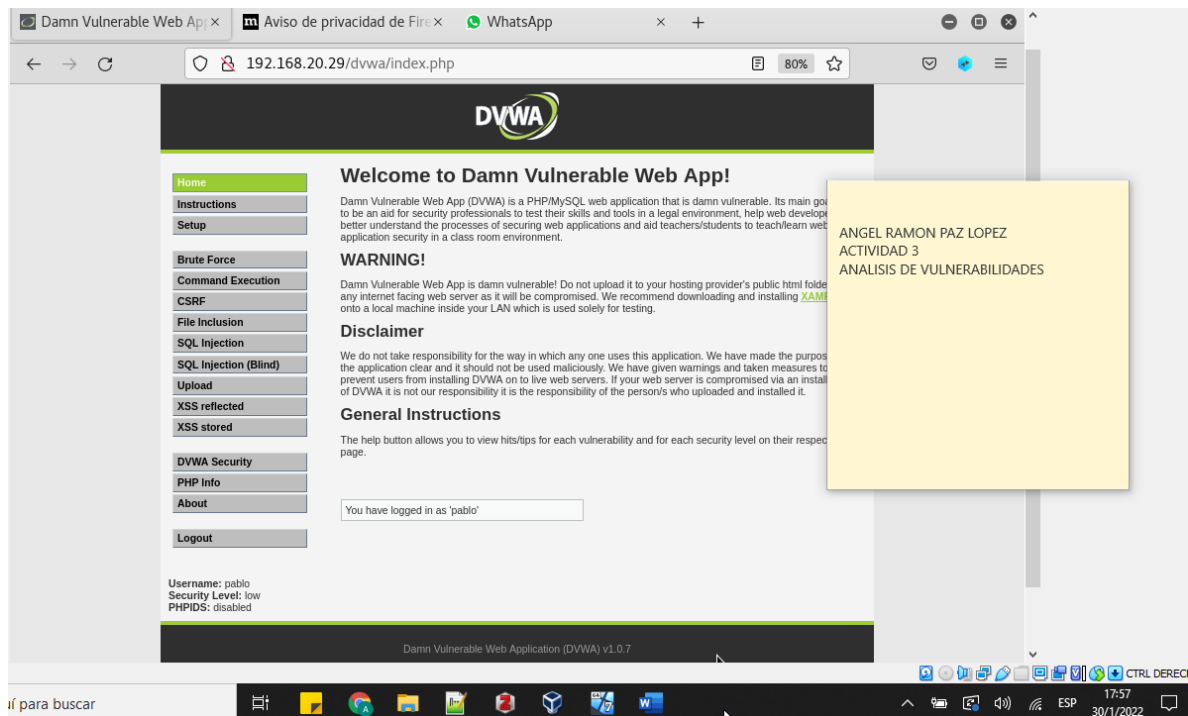 Damn Vulnerable Web App
Aviso de privacidad de Fire
WhatsApp
192.168.20.29/dvwa/index.php
80%
DVWA
Home
Instructions
Setup
Brute Force
Command Execution
CSRF
File Inclusion
SQL Injection
SQL Injection (Blind)
Upload
XSS reflected
XSS stored
DVWA Security
PHP Info
About
Logout
Username: pablo
Security Level: low
PHPIDS: disabled
Welcome to Damn Vulnerable Web App!
Damn Vulnerable Web App (DVWA) is a PHP/MySQL web application that is damn vulnerable. Its main goa
to be an aid for security professionals to test their skills and tools in a legal environment, help web develope
better understand the processes of securing web applications and aid teachers/students to teach/learn web
application security in a class room environment.
WARNING!
Damn Vulnerable Web App is damn vulnerable! Do not upload it to your hosting provider's public html folde
any internet facing web server as it will be compromised. We recommend downloading and installing XAMP
onto a local machine inside your LAN which is used solely for testing.
Disclaimer
We do not take responsibility for the way in which any one uses this application. We have made the purpos
the application clear and it should not be used maliciously. We have given warnings and taken measures to
prevent users from installing DVWA on to live web servers. If your web server is compromised via an install
of DVWA it is not our responsibility it is the responsibility of the person/s who uploaded and installed it.
General Instructions
The help button allows you to view hits/tips for each vulnerability and for each security level on their respec
page.
You have logged in as 'pablo'
Damn Vulnerable Web Application (DVWA) v1.0.7
ANGEL RAMON PAZ LOPEZ
ACTIVIDAD 3
ANALISIS DE VULNERABILIDADES
CTRL DEREC
uí para buscar
ESP
17:57
30/1/2022